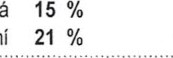 á 15 %
ní 21 %